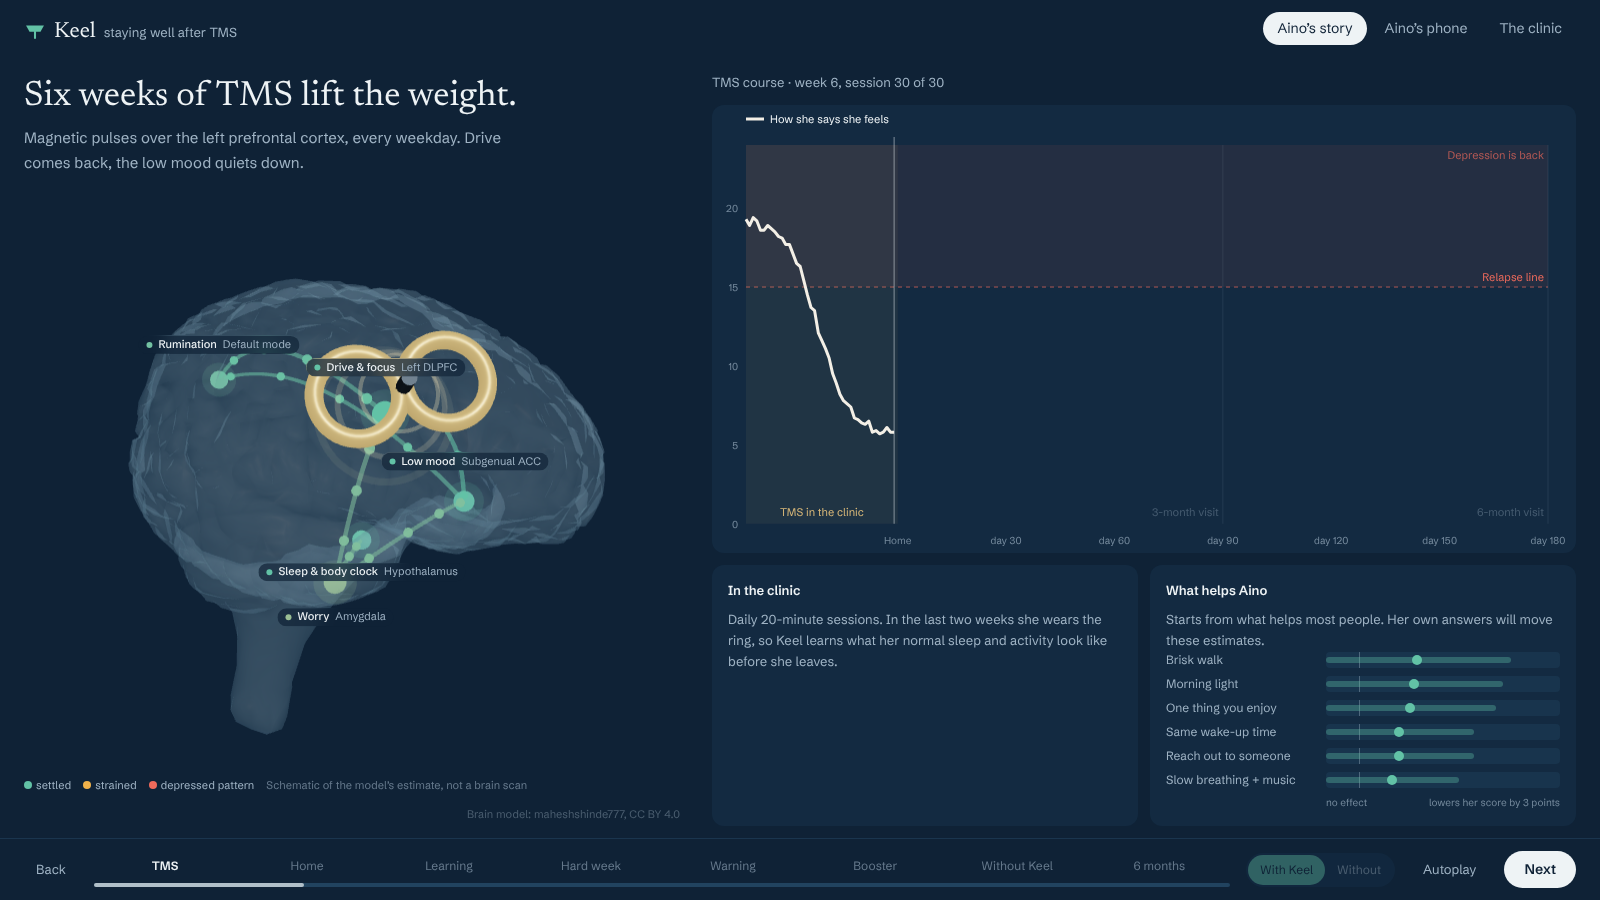 Keel staying well after TMS
Aino's story
Aino's phone
The clinic
Six weeks of TMS lift the weight.
Magnetic pulses over the left prefrontal cortex, every weekday. Drive
comes back, the low mood quiets down.
Rumination Default mode
Drive & focus Left DLPFC
Low mood Subgenual ACC
Sleep & body clock Hypothalamus
Worry Amygdala
settled
strained
depressed pattern
Schematic of the model's estimate, not a brain scan
Brain model: maheshshinde777, CC BY 4.0
TMS course · week 6, session 30 of 30
How she says she feels
Depression is back
20
Relapse line
15
10
5
TMS in the clinic
3-month visit
6-month visit
0
Home
day 30
day 60
day 90
day 120
day 150
day 180
In the clinic
Daily 20-minute sessions. In the last two weeks she wears the
ring, so Keel learns what her normal sleep and activity look like
before she leaves.
What helps Aino
Starts from what helps most people. Her own answers will move
these estimates.
Brisk walk
Morning light
One thing you enjoy
Same wake-up time
Reach out to someone
Slow breathing + music
no effect
lowers her score by 3 points
Back
TMS
Home
Learning
Hard week
Warning
Booster
Without Keel
6 months
With Keel
Without
Autoplay
Next